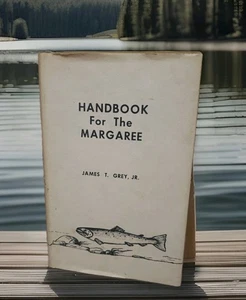 HANDBOOK
For The
MARGAREE
JAMES T. GREY, JR.